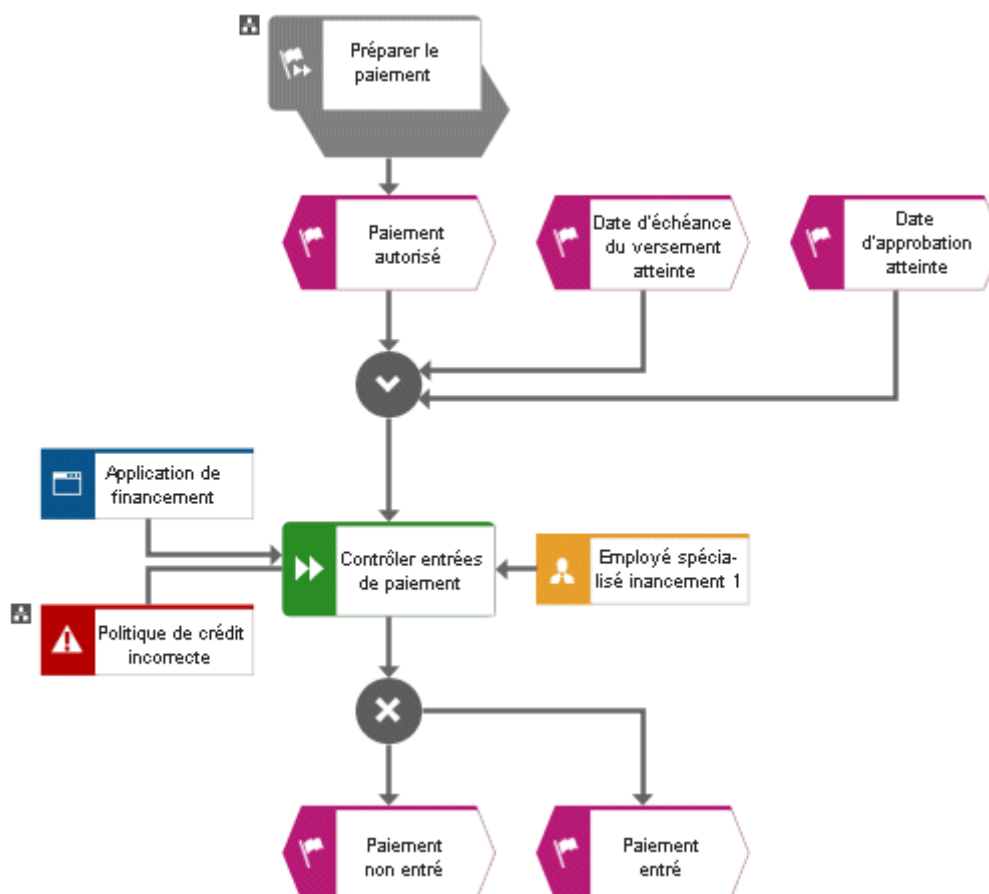 Préparer le
paiement
Paiement
autorisé
Date d'échéance
du versement
atteinte
Date
d'approbation
atteinte
Application de
financement
Contrôler entrées
de paiement
Employé spécia-
lisé inancement 1
Politique de crédit
incorrecte
Paiement
non entré
Paiement
entré